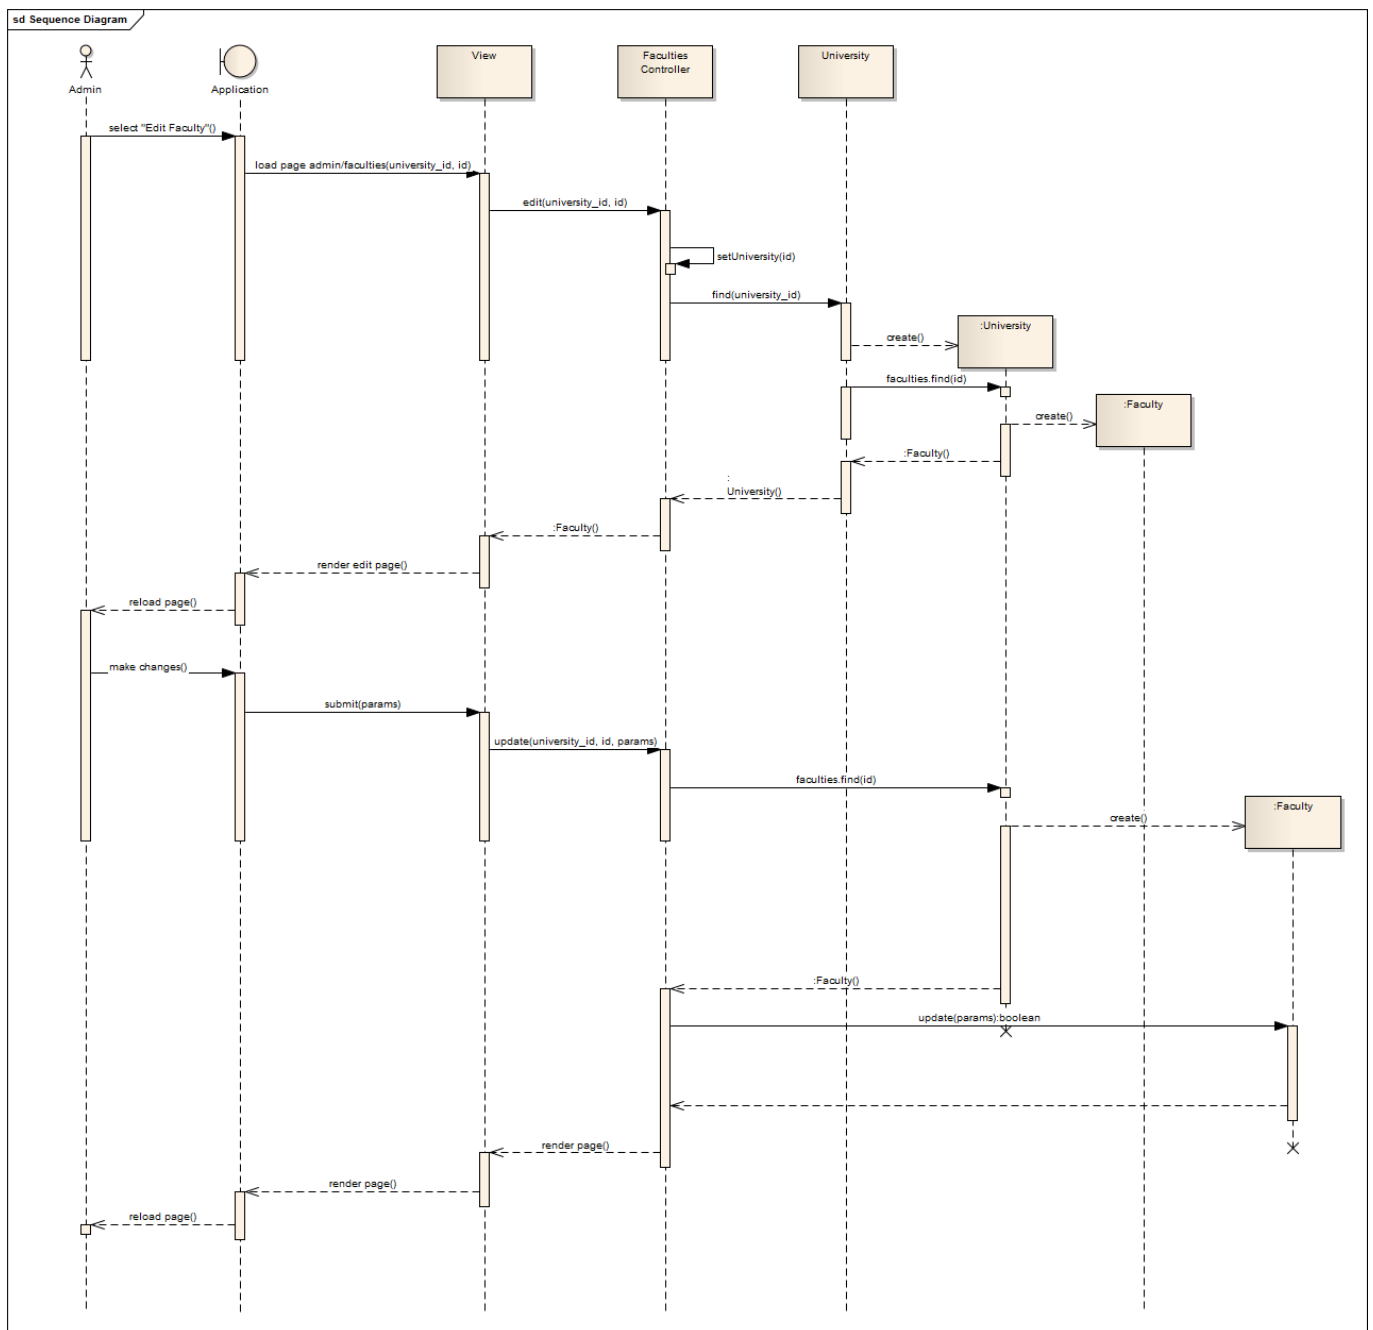 sd Sequence Diagram
Admin
Application
View
Faculties
Controller
University
select "Edit Faculty"()
load page admin/faculties(university_id, id)
edit(university_id, id)
setUniversity(id)
find(university_id)
:University
create()
faculties.find(id)
:Faculty
create()
:Faculty()
:
University()
:Faculty()
render edit page()
reload page()
make changes()
submit(params)
update(university_id, id, params)
faculties.find(id)
:Faculty
create()
:Faculty()
update(params):boolean
render page()
render page()
reload page()